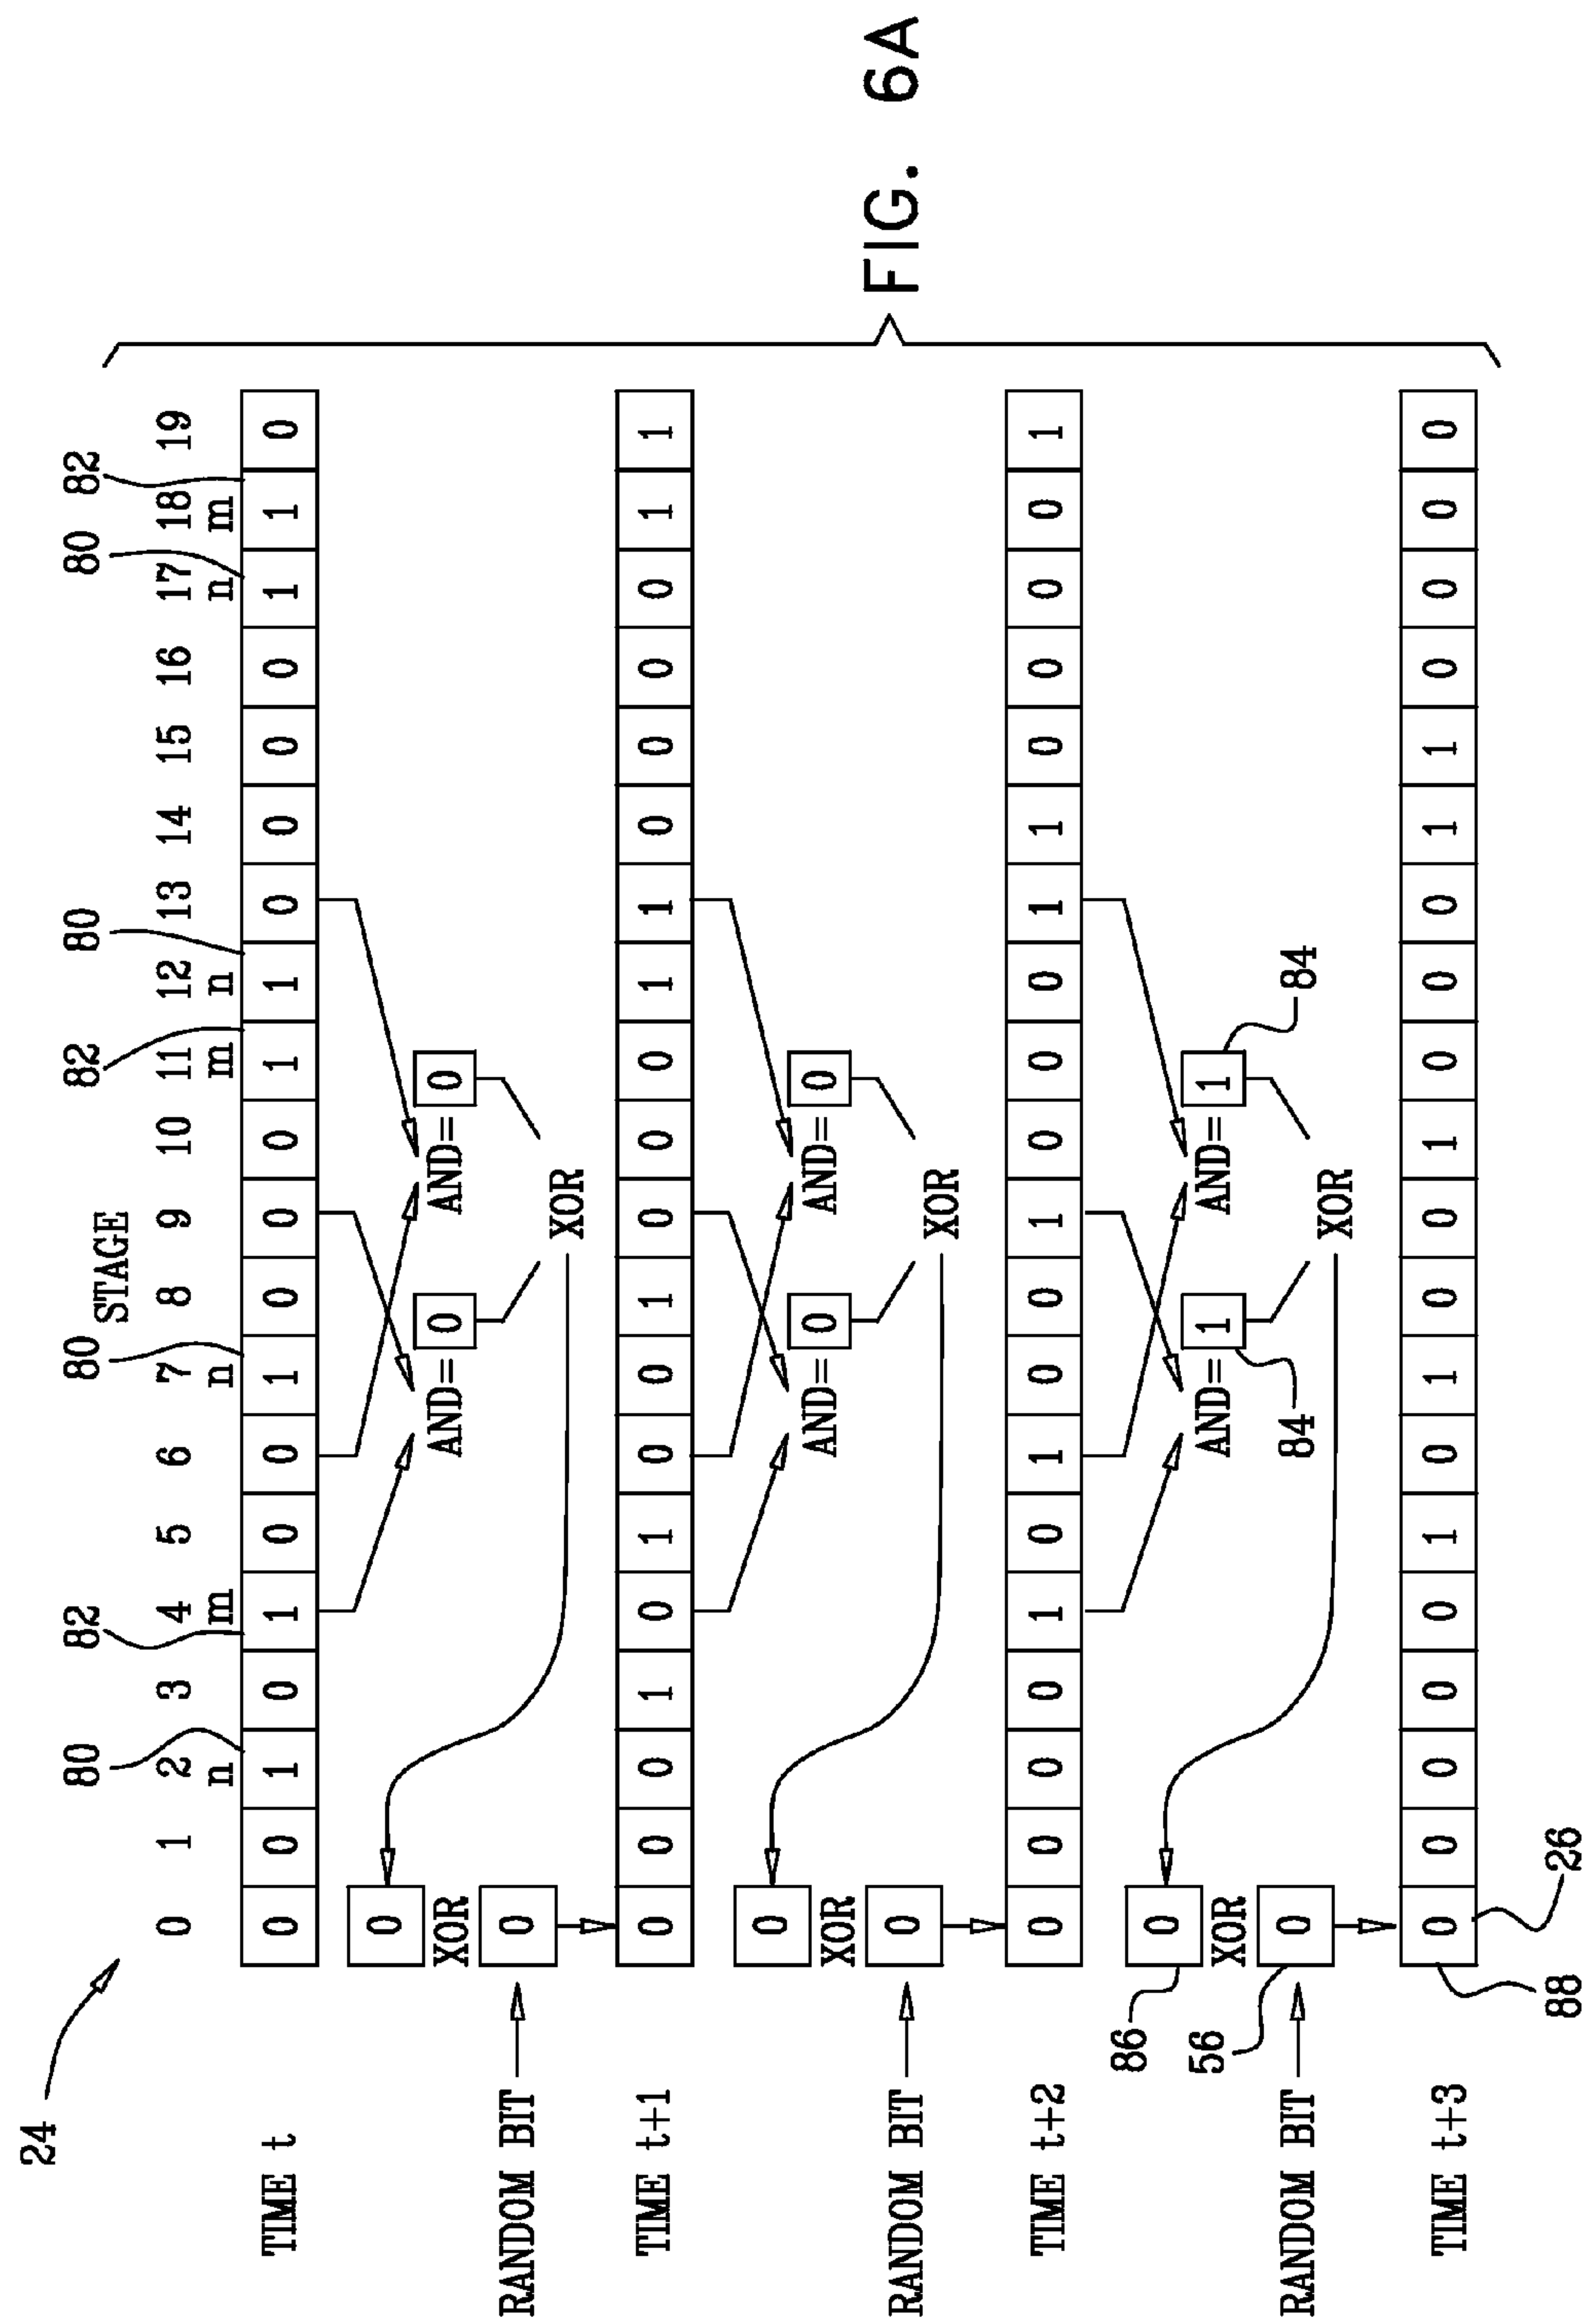 24
80 82 80 82 80 80 82
STAGE
0 1 2 3 4 5 6 7 8 9 10 11 12 13 14 15 16 17 18 19
n m n m n n m
TIME t 0 0 1 0 1 0 0 1 0 0 0 1 1 0 0 0 0 1 1 0
0
XOR AND= 0 AND= 0
RANDOM BIT 0
XOR
TIME t+1 0 0 0 1 0 1 0 0 1 0 0 0 1 1 0 0 0 0 1 1
0
XOR AND= 0 AND= 0
RANDOM BIT 0
XOR
FIG. 6A
TIME t+2 0 0 0 0 1 0 1 0 0 1 0 0 0 1 1 0 0 0 0 1
86 0
XOR AND= 1 AND= 1
56 84 84
RANDOM BIT 0
XOR
TIME t+3 0 0 0 0 0 1 0 1 0 0 1 0 0 0 1 1 0 0 0 0
88 26